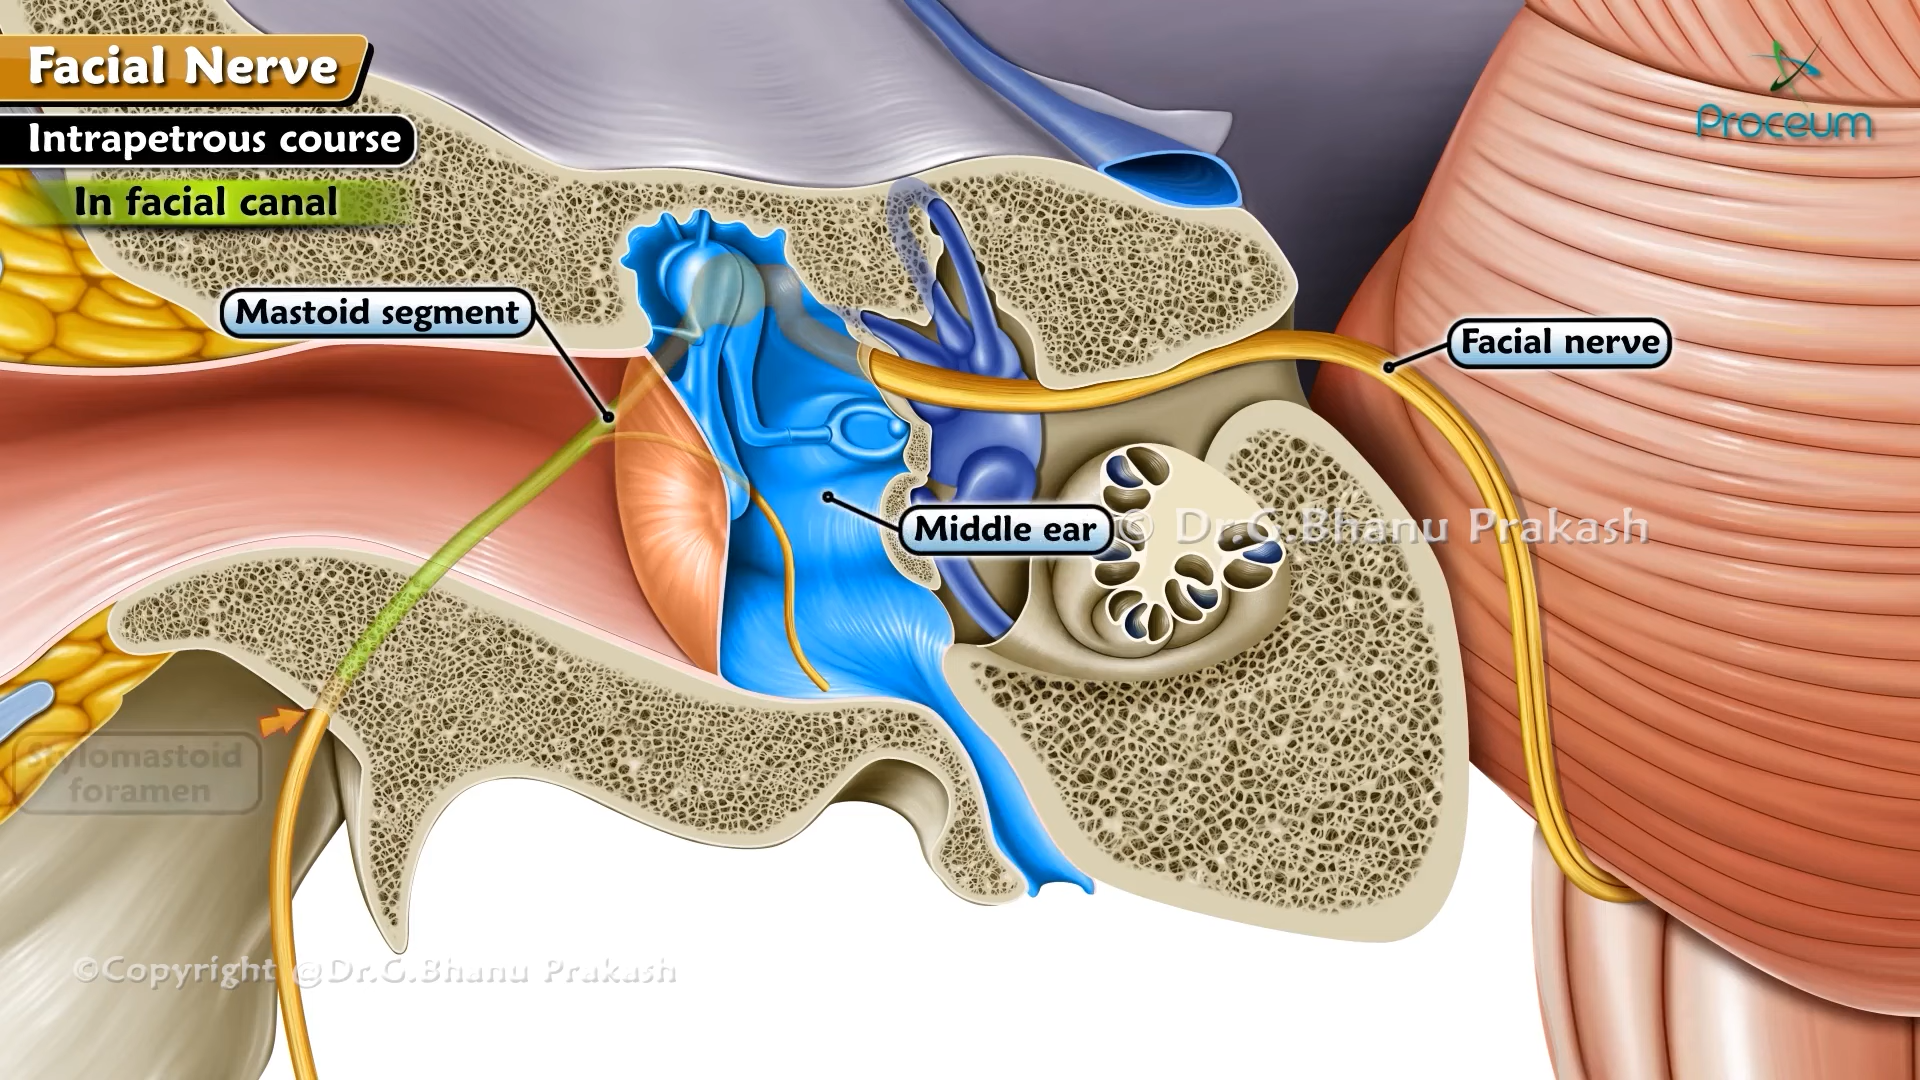 Facial Nerve
Proceum
Intrapetrous course
In facial canal
Mastoid segment
Facial nerve
Middle ear
© Dr.G.Bhanu Prakash
Stylomastoid
foramen
©Copyright @Dr.G.Bhanu Prakash